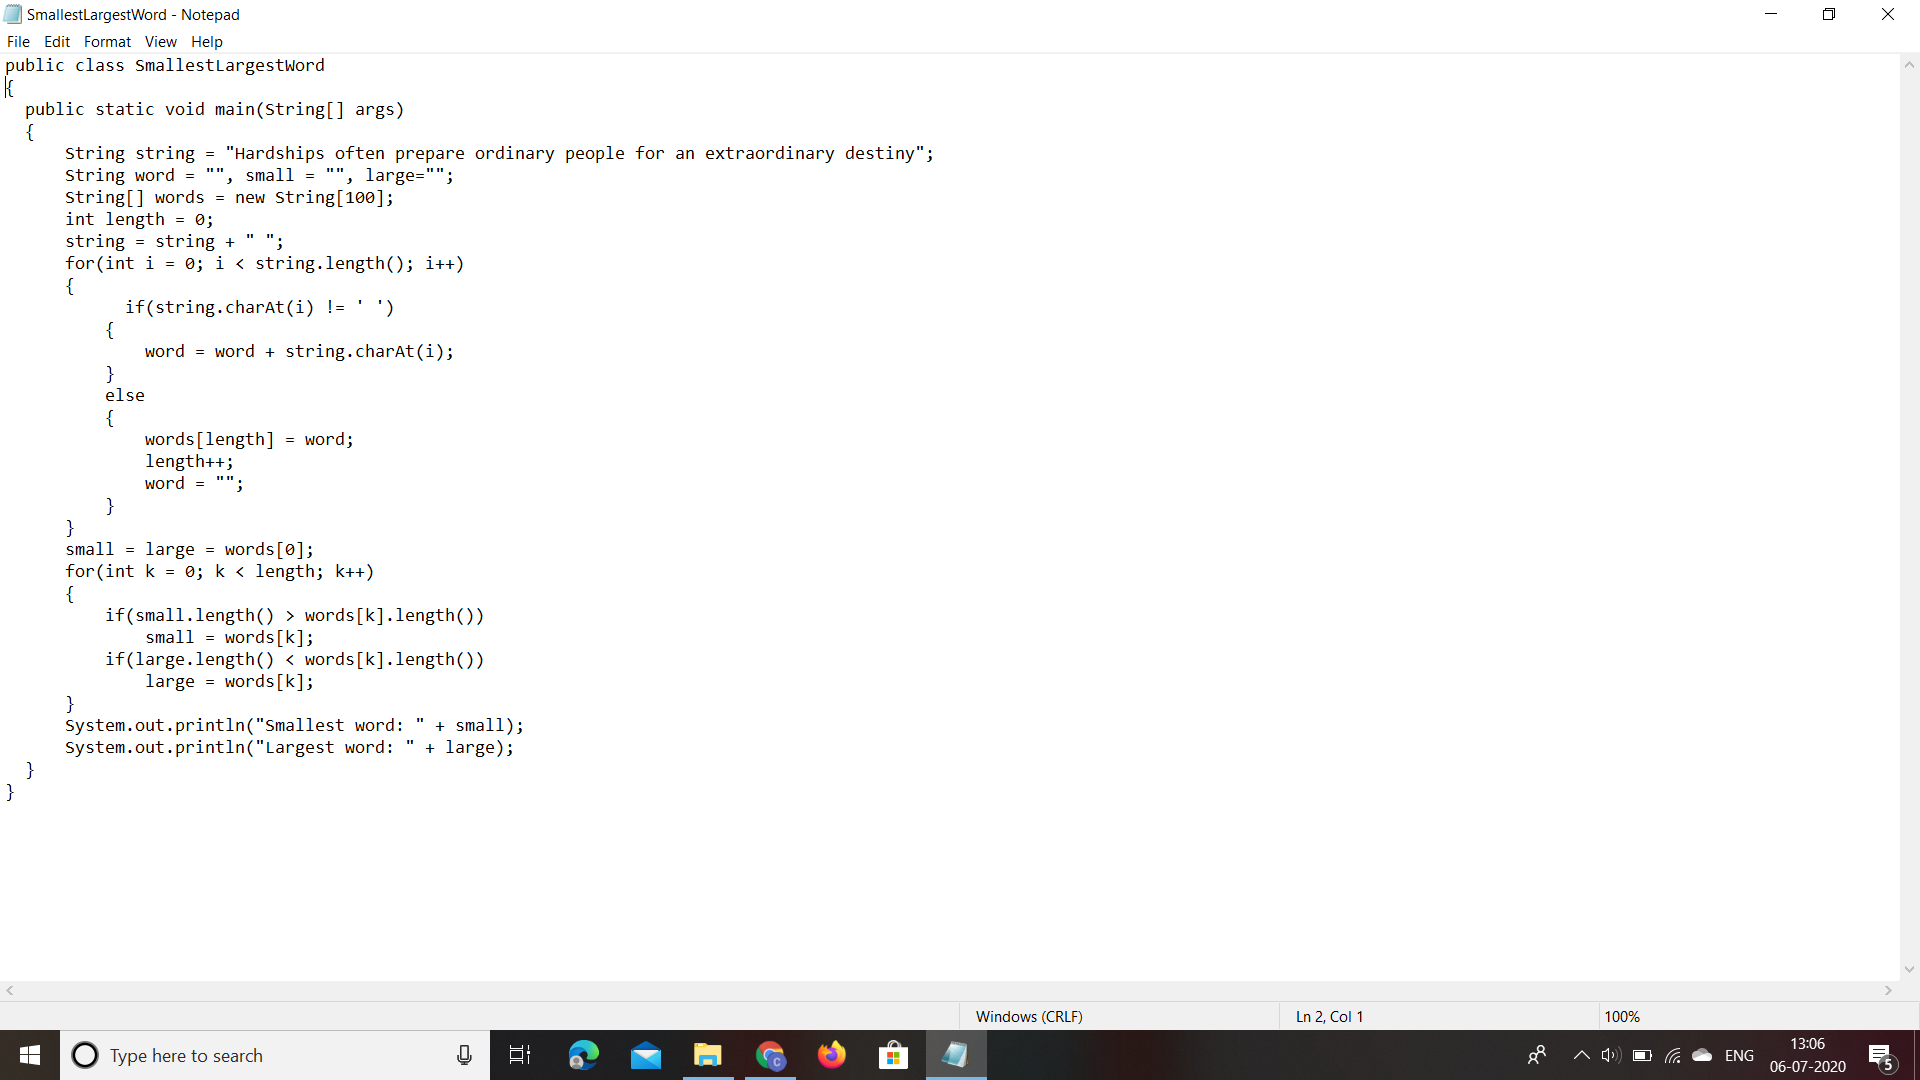 SmallestLargestWord - Notepad
File Edit Format View Help
public class SmallestLargestWord
{
  public static void main(String[] args)
  {
      String string = "Hardships often prepare ordinary people for an extraordinary destiny";
      String word = "", small = "", large="";
      String[] words = new String[100];
      int length = 0;
      string = string + " ";
      for(int i = 0; i < string.length(); i++)
      {
            if(string.charAt(i) != ' ')
          {
              word = word + string.charAt(i);
          }
          else
          {
              words[length] = word;
              length++;
              word = "";
          }
      }
      small = large = words[0];
      for(int k = 0; k < length; k++)
      {
          if(small.length() > words[k].length())
              small = words[k];
          if(large.length() < words[k].length())
              large = words[k];
      }
      System.out.println("Smallest word: " + small);
      System.out.println("Largest word: " + large);
  }
}
Windows (CRLF) Ln 2, Col 1 100%
Type here to search C ENG 13:06
06-07-2020 5